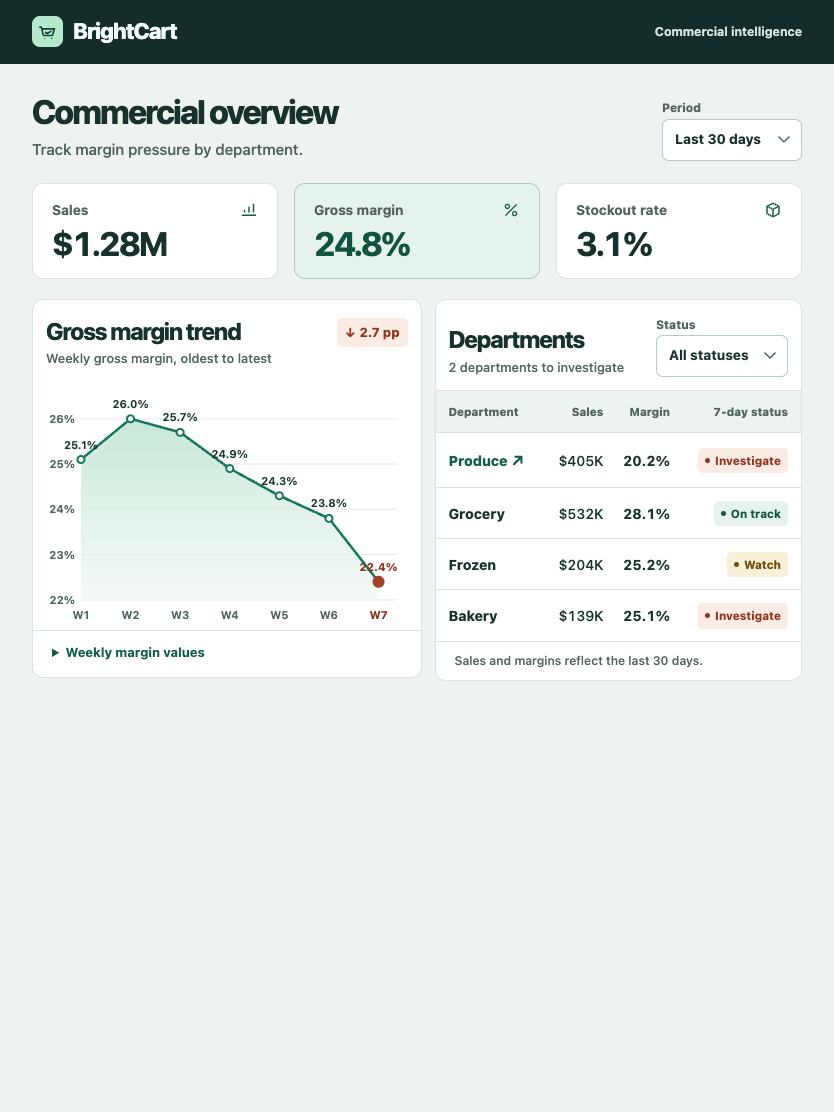 BrightCart
Commercial intelligence
Commercial overview
Track margin pressure by department.
Period
Last 30 days
Sales
$1.28M
Gross margin
%
24.8%
Stockout rate
3.1%
Gross margin trend
↓ 2.7 pp
Weekly gross margin, oldest to latest
26%
25%
24%
23%
22%
25.1%
26.0%
25.7%
24.9%
24.3%
23.8%
22.4%
W1 W2 W3 W4 W5 W6 W7
Weekly margin values
Departments
2 departments to investigate
Status
All statuses
Department Sales Margin 7-day status
Produce ↗ $405K 20.2% Investigate
Grocery $532K 28.1% On track
Frozen $204K 25.2% Watch
Bakery $139K 25.1% Investigate
Sales and margins reflect the last 30 days.